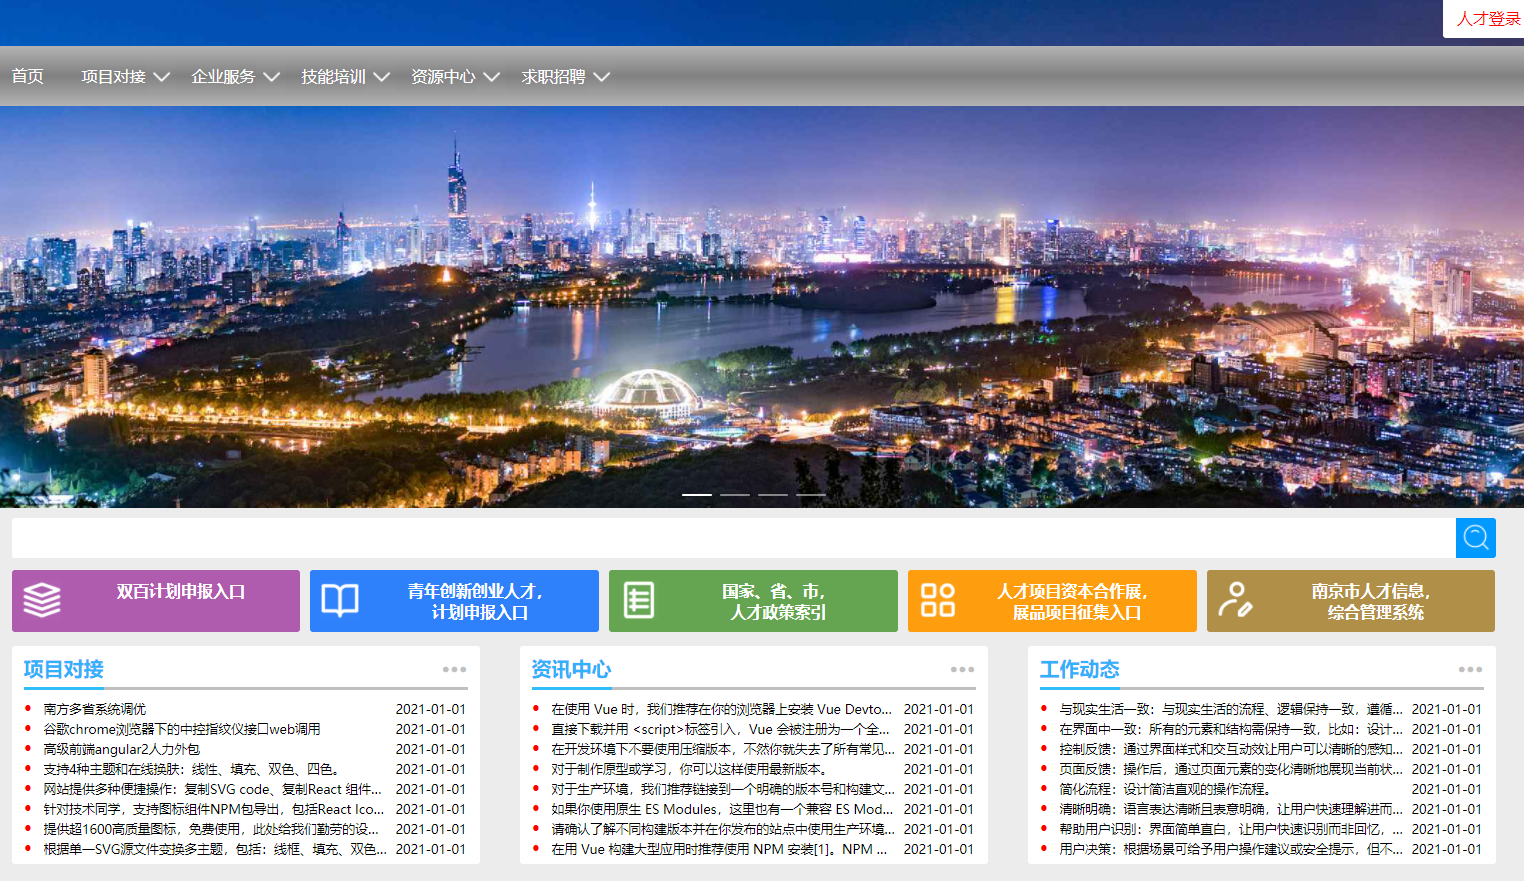 人才登录
首页 项目对接 企业服务 技能培训 资源中心 求职招聘
双百计划申报入口
青年创新创业人才，
计划申报入口
国家、省、市，
人才政策索引
人才项目资本合作展，
展品项目征集入口
南京市人才信息，
综合管理系统
项目对接
南方多省系统调优 2021-01-01
谷歌chrome浏览器下的中控指纹仪接口web调用 2021-01-01
高级前端angular2人力外包 2021-01-01
支持4种主题和在线换肤：线性、填充、双色、四色。 2021-01-01
网站提供多种便捷操作：复制SVG code、复制React 组件... 2021-01-01
针对技术同学，支持图标组件NPM包导出，包括React Ico... 2021-01-01
提供超1600高质量图标，免费使用，此处给我们勤劳的设... 2021-01-01
根据单一SVG源文件变换多主题，包括：线框、填充、双色... 2021-01-01
资讯中心
在使用 Vue 时，我们推荐在你的浏览器上安装 Vue Devto... 2021-01-01
直接下载并用 <script>标签引入，Vue 会被注册为一个全... 2021-01-01
在开发环境下不要使用压缩版本，不然你就失去了所有常见... 2021-01-01
对于制作原型或学习，你可以这样使用最新版本。 2021-01-01
对于生产环境，我们推荐链接到一个明确的版本号和构建文... 2021-01-01
如果你使用原生 ES Modules，这里也有一个兼容 ES Mod... 2021-01-01
请确认了解不同构建版本并在你发布的站点中使用生产环境... 2021-01-01
在用 Vue 构建大型应用时推荐使用 NPM 安装[1]。NPM ... 2021-01-01
工作动态
与现实生活一致：与现实生活的流程、逻辑保持一致，遵循... 2021-01-01
在界面中一致：所有的元素和结构需保持一致，比如：设计... 2021-01-01
控制反馈：通过界面样式和交互动效让用户可以清晰的感知... 2021-01-01
页面反馈：操作后，通过页面元素的变化清晰地展现当前状... 2021-01-01
简化流程：设计简洁直观的操作流程。 2021-01-01
清晰明确：语言表达清晰且表意明确，让用户快速理解进而... 2021-01-01
帮助用户识别：界面简单直白，让用户快速识别而非回忆，... 2021-01-01
用户决策：根据场景可给予用户操作建议或安全提示，但不... 2021-01-01